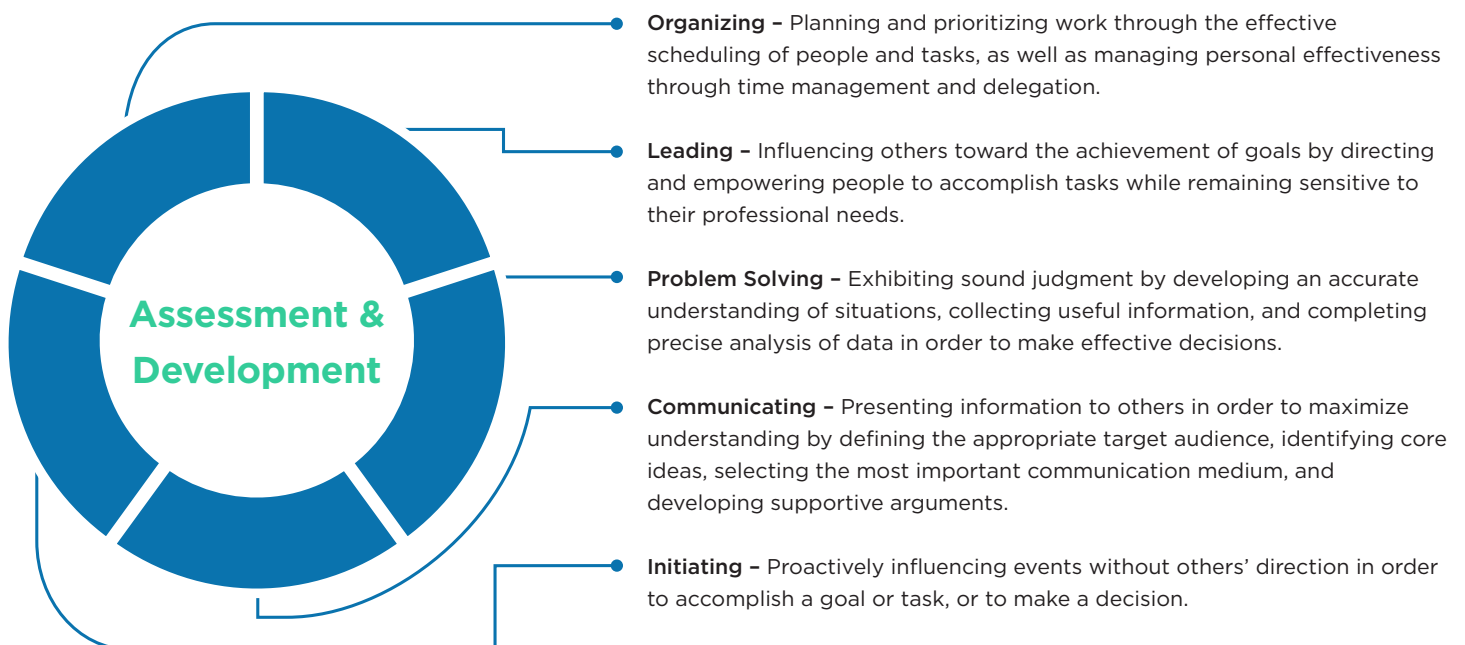 Organizing – Planning and prioritizing work through the effective
scheduling of people and tasks, as well as managing personal effectiveness
through time management and delegation.
Leading – Influencing others toward the achievement of goals by directing
and empowering people to accomplish tasks while remaining sensitive to
their professional needs.
Assessment &
Development
Problem Solving – Exhibiting sound judgment by developing an accurate
understanding of situations, collecting useful information, and completing
precise analysis of data in order to make effective decisions.
Communicating – Presenting information to others in order to maximize
understanding by defining the appropriate target audience, identifying core
ideas, selecting the most important communication medium, and
developing supportive arguments.
Initiating – Proactively influencing events without others’ direction in order
to accomplish a goal or task, or to make a decision.